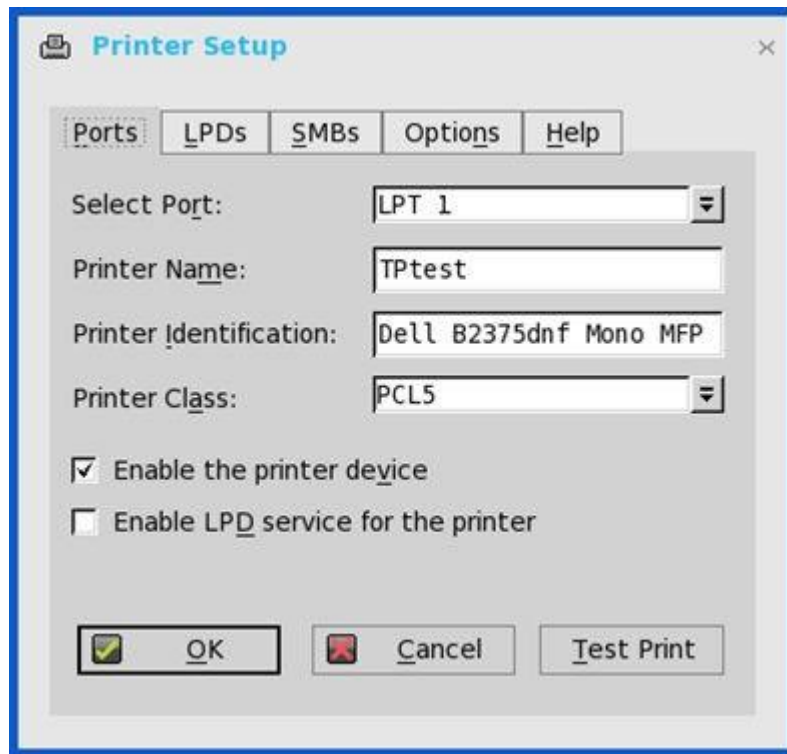 Printer Setup
Ports LPDs SMBs Options Help
Select Port: LPT 1
Printer Name: TPtest
Printer Identification: Dell B2375dnf Mono MFP
Printer Class: PCL5
Enable the printer device
Enable LPD service for the printer
OK Cancel Test Print